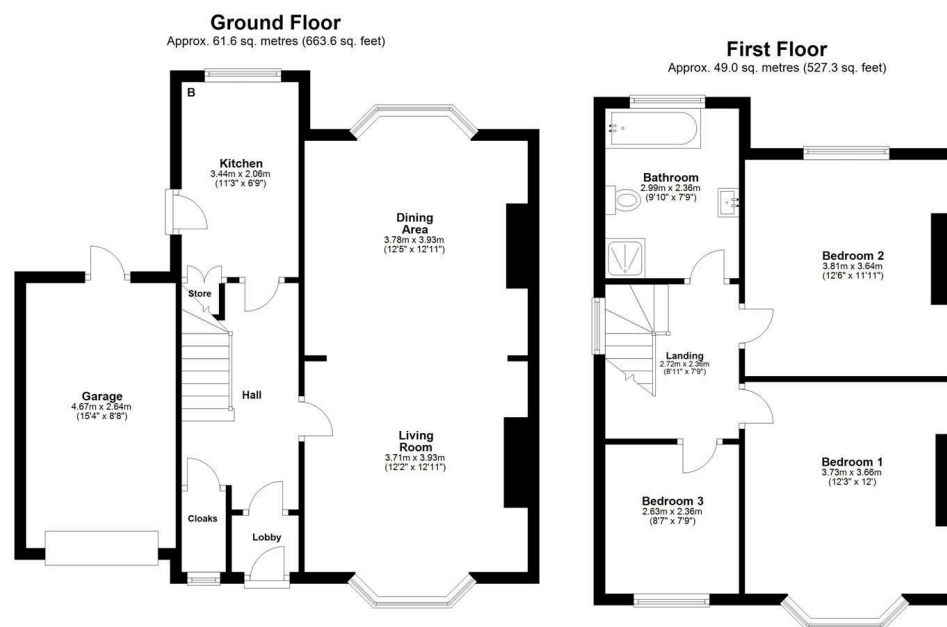 Ground Floor
Approx. 61.6 sq. metres (663.6 sq. feet)
B
Kitchen
3.44m x 2.06m
(11'3" x 6'9")
Dining
Area
3.78m x 3.93m
(12'5" x 12'11")
Store
Garage
4.67m x 2.64m
(15'4" x 8'8")
Hall
Living
Room
3.71m x 3.93m
(12'2" x 12'11")
Cloaks
Lobby
First Floor
Approx. 49.0 sq. metres (527.3 sq. feet)
Bathroom
2.99m x 2.36m
(9'10" x 7'9")
Bedroom 2
3.81m x 3.64m
(12'6" x 11'11")
Landing
2.72m x 2.36m
(8'11" x 7'9")
Bedroom 1
3.73m x 3.66m
(12'3" x 12')
Bedroom 3
2.63m x 2.36m
(8'7" x 7'9")